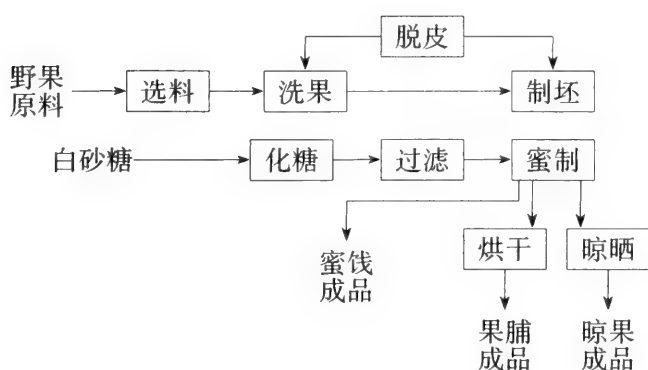 脱皮
野果
原料
选料
洗果
制坯
白砂糖
化糖
过滤
蜜制
蜜饯
成品
烘干
晾晒
果脯
成品
晾果
成品